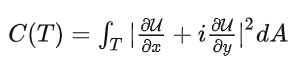 C(T) = ∫_T |∂𝒰/∂x + i ∂𝒰/∂y|² dA